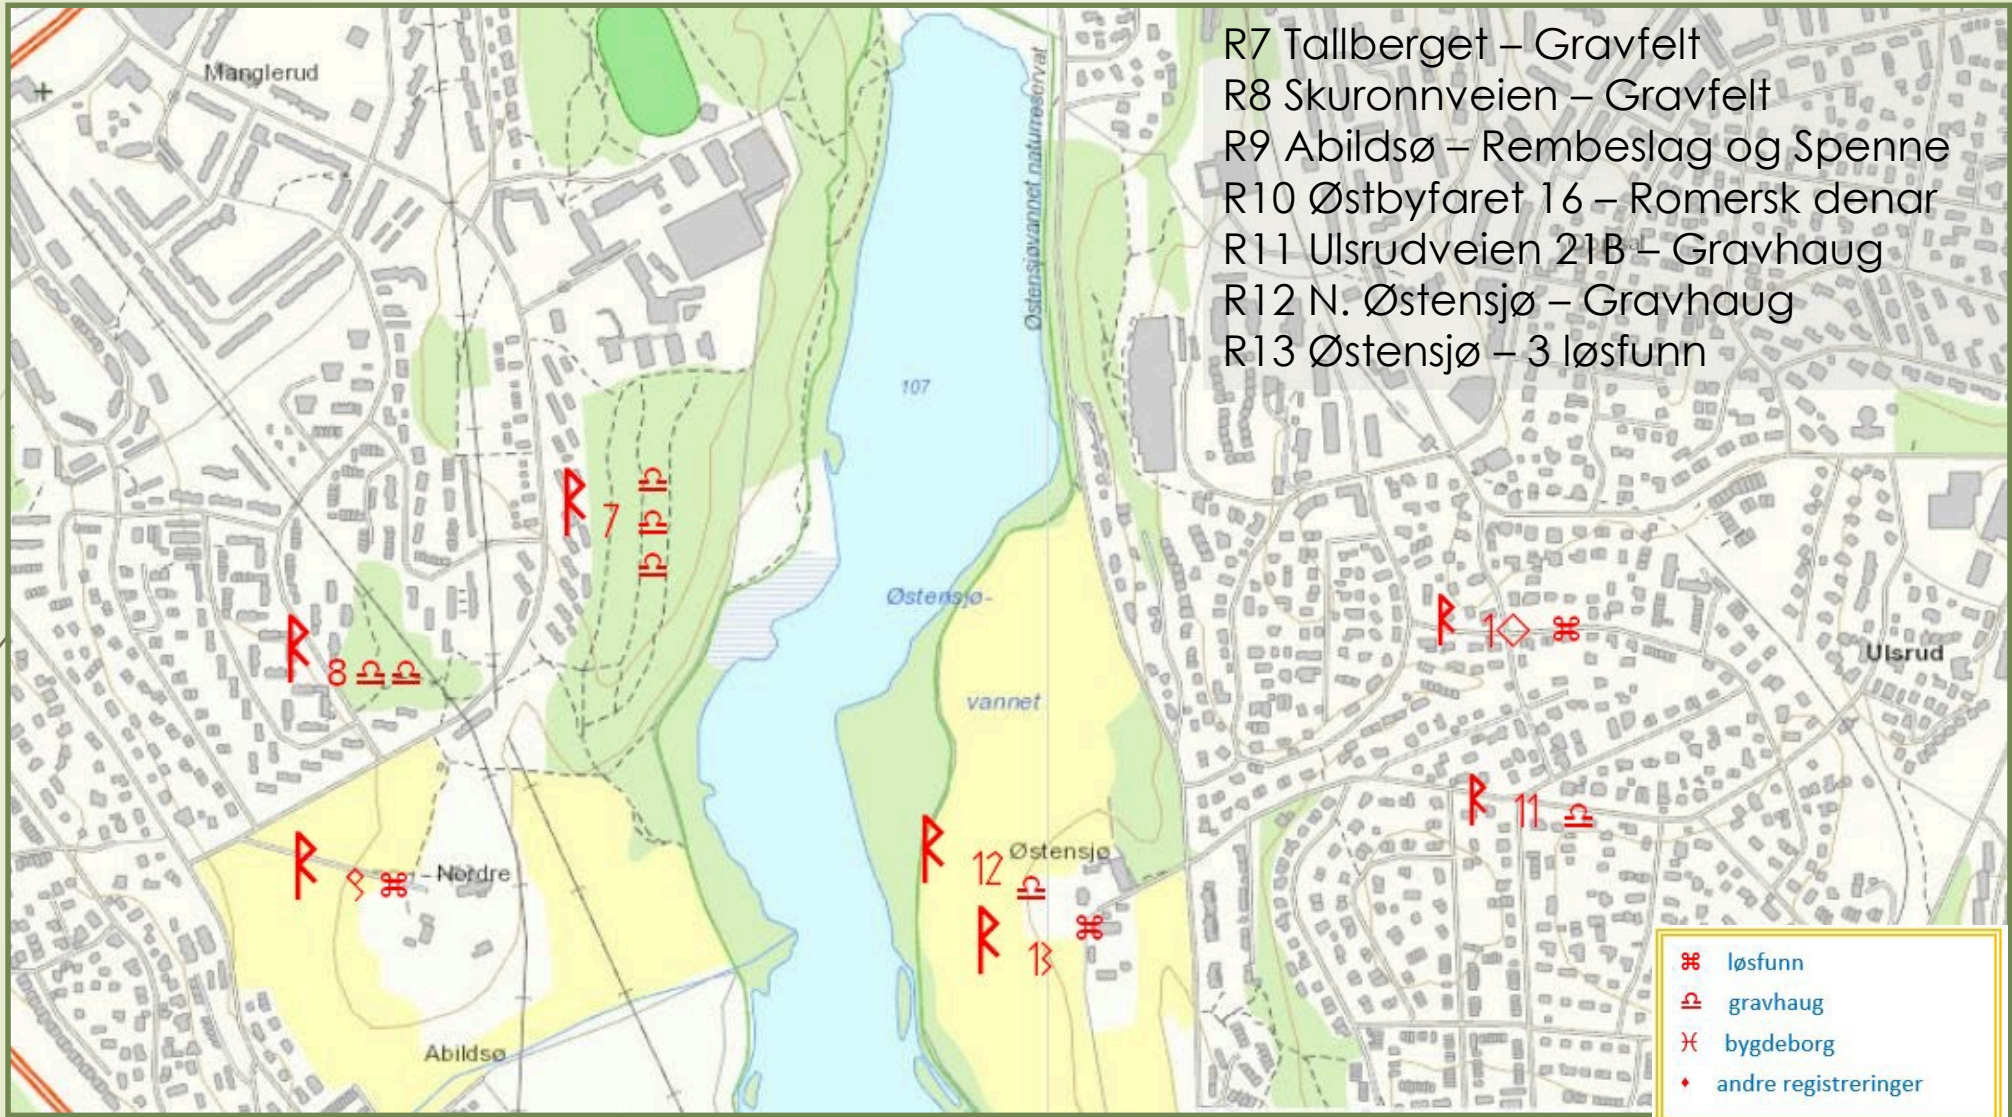 R7 Tallberget – Gravfelt
R8 Skuronnveien – Gravfelt
R9 Abildsø – Rembeslag og Spenne
R10 Østbyfaret 16 – Romersk denar
R11 Ulsrudveien 21B – Gravhaug
R12 N. Østensjø – Gravhaug
R13 Østensjø – 3 løsfunn
Manglerud
Østensjøvannet naturreservat
107
ᚱ 7
Østensjø-
ᚱ 10
Ulsrud
ᚱ 8
vannet
ᚱ 11
ᚱ 12 Østensjø
ᚱ 9
Nordre
ᚱ 13
Abildsø
⌘ løsfunn
♎ gravhaug
♓ bygdeborg
♦ andre registreringer